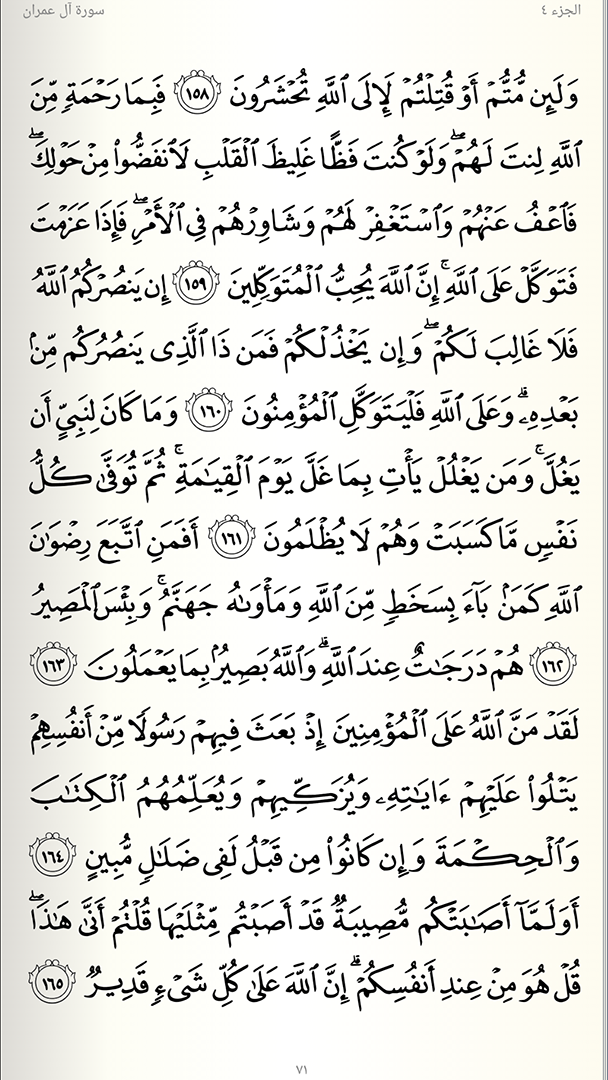 الجزء ٤ سورة آل عمران
وَلَئِن مُّتُّمْ أَوْ قُتِلْتُمْ لَإِلَى ٱللَّهِ تُحْشَرُونَ ١٥٨ فَبِمَا رَحْمَةٍ مِّنَ
ٱللَّهِ لِنتَ لَهُمْ ۖ وَلَوْ كُنتَ فَظًّا غَلِيظَ ٱلْقَلْبِ لَٱنفَضُّوا۟ مِنْ حَوْلِكَ ۖ
فَٱعْفُ عَنْهُمْ وَٱسْتَغْفِرْ لَهُمْ وَشَاوِرْهُمْ فِى ٱلْأَمْرِ ۖ فَإِذَا عَزَمْتَ
فَتَوَكَّلْ عَلَى ٱللَّهِ ۚ إِنَّ ٱللَّهَ يُحِبُّ ٱلْمُتَوَكِّلِينَ ١٥٩ إِن يَنصُرْكُمُ ٱللَّهُ
فَلَا غَالِبَ لَكُمْ ۖ وَإِن يَخْذُلْكُمْ فَمَن ذَا ٱلَّذِى يَنصُرُكُم مِّنۢ
بَعْدِهِۦ ۗ وَعَلَى ٱللَّهِ فَلْيَتَوَكَّلِ ٱلْمُؤْمِنُونَ ١٦٠ وَمَا كَانَ لِنَبِىٍّ أَن
يَغُلَّ ۚ وَمَن يَغْلُلْ يَأْتِ بِمَا غَلَّ يَوْمَ ٱلْقِيَٰمَةِ ۚ ثُمَّ تُوَفَّىٰ كُلُّ
نَفْسٍ مَّا كَسَبَتْ وَهُمْ لَا يُظْلَمُونَ ١٦١ أَفَمَنِ ٱتَّبَعَ رِضْوَٰنَ
ٱللَّهِ كَمَنۢ بَآءَ بِسَخَطٍ مِّنَ ٱللَّهِ وَمَأْوَىٰهُ جَهَنَّمُ ۚ وَبِئْسَ ٱلْمَصِيرُ
١٦٢ هُمْ دَرَجَٰتٌ عِندَ ٱللَّهِ ۗ وَٱللَّهُ بَصِيرٌۢ بِمَا يَعْمَلُونَ ١٦٣
لَقَدْ مَنَّ ٱللَّهُ عَلَى ٱلْمُؤْمِنِينَ إِذْ بَعَثَ فِيهِمْ رَسُولًا مِّنْ أَنفُسِهِمْ
يَتْلُوا۟ عَلَيْهِمْ ءَايَٰتِهِۦ وَيُزَكِّيهِمْ وَيُعَلِّمُهُمُ ٱلْكِتَٰبَ
وَٱلْحِكْمَةَ وَإِن كَانُوا۟ مِن قَبْلُ لَفِى ضَلَٰلٍ مُّبِينٍ ١٦٤
أَوَلَمَّآ أَصَٰبَتْكُم مُّصِيبَةٌ قَدْ أَصَبْتُم مِّثْلَيْهَا قُلْتُمْ أَنَّىٰ هَٰذَا ۖ
قُلْ هُوَ مِنْ عِندِ أَنفُسِكُمْ ۗ إِنَّ ٱللَّهَ عَلَىٰ كُلِّ شَىْءٍ قَدِيرٌ ١٦٥
٧١